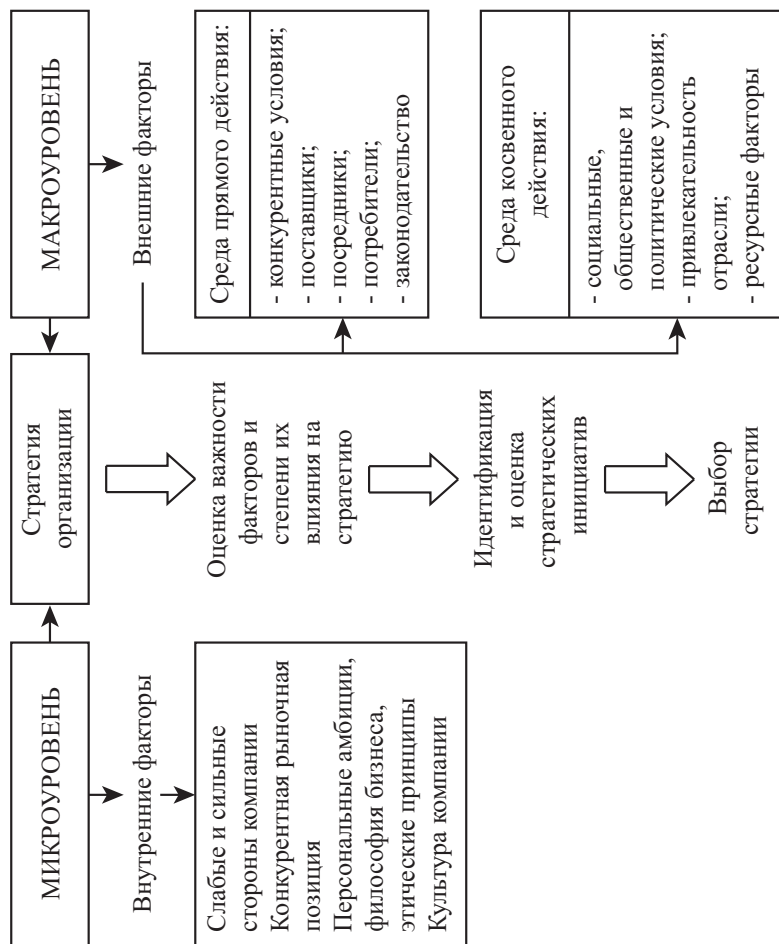 МИКРОУРОВЕНЬ
Внутренние факторы
Слабые и сильные
стороны компании
Конкурентная рыночная
позиция
Персональные амбиции,
философия бизнеса,
этические принципы
Культура компании
Стратегия
организации
Оценка важности
факторов и
степени их
влияния на
стратегию
Идентификация
и оценка
стратегических
инициатив
Выбор
стратегии
МАКРОУРОВЕНЬ
Внешние факторы
Среда прямого действия:
- конкурентные условия;
- поставщики;
- посредники;
- потребители;
- законодательство
Среда косвенного
действия:
- социальные,
общественные и
политические условия;
- привлекательность
отрасли;
- ресурсные факторы